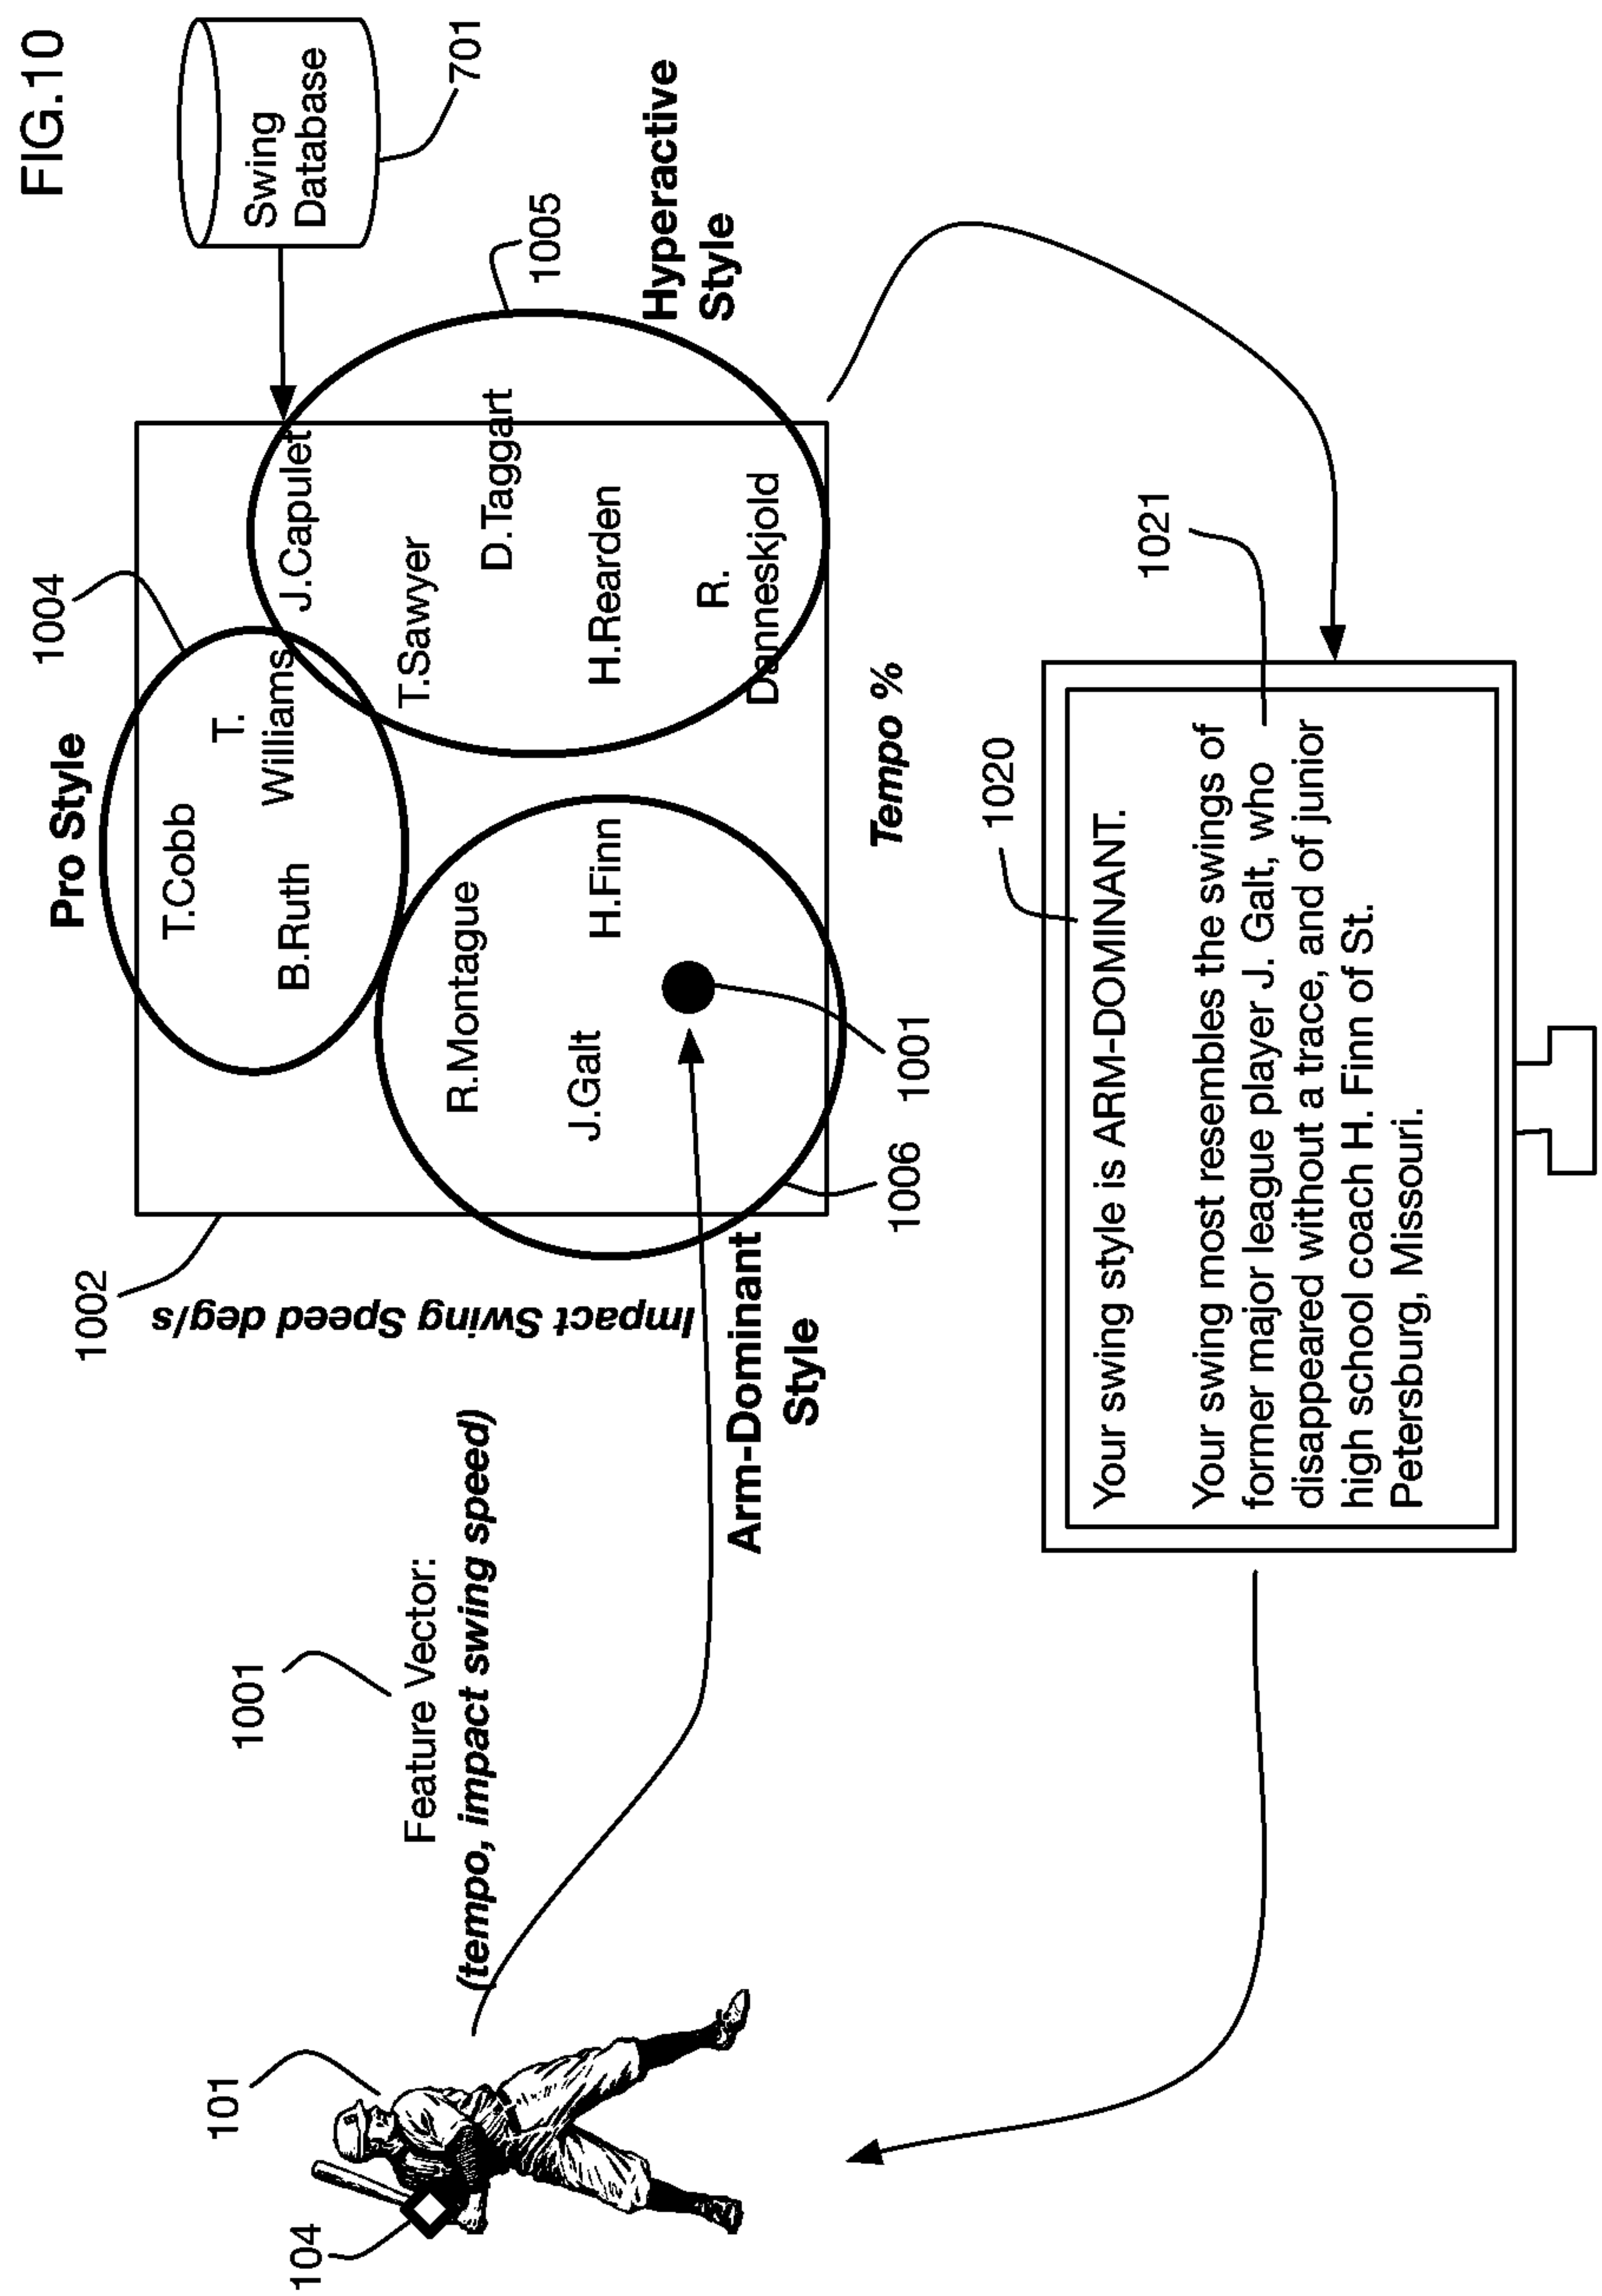 FIG.10
Swing
Database
701
1004
Pro Style
T.Cobb
T.
Williams
B.Ruth
J.Capulet
T.Sawyer
D.Taggart
H.Rearden
R.
Danneskjold
1005
Hyperactive
Style
R.Montague
H.Finn
J.Galt
1002
Impact Swing Speed deg/s
Tempo %
1001
1006
Arm-Dominant
Style
1001
Feature Vector:
(tempo, impact swing speed)
101
104
1020
1021
Your swing style is ARM-DOMINANT.
Your swing most resembles the swings of
former major league player J. Galt, who
disappeared without a trace, and of junior
high school coach H. Finn of St.
Petersburg, Missouri.